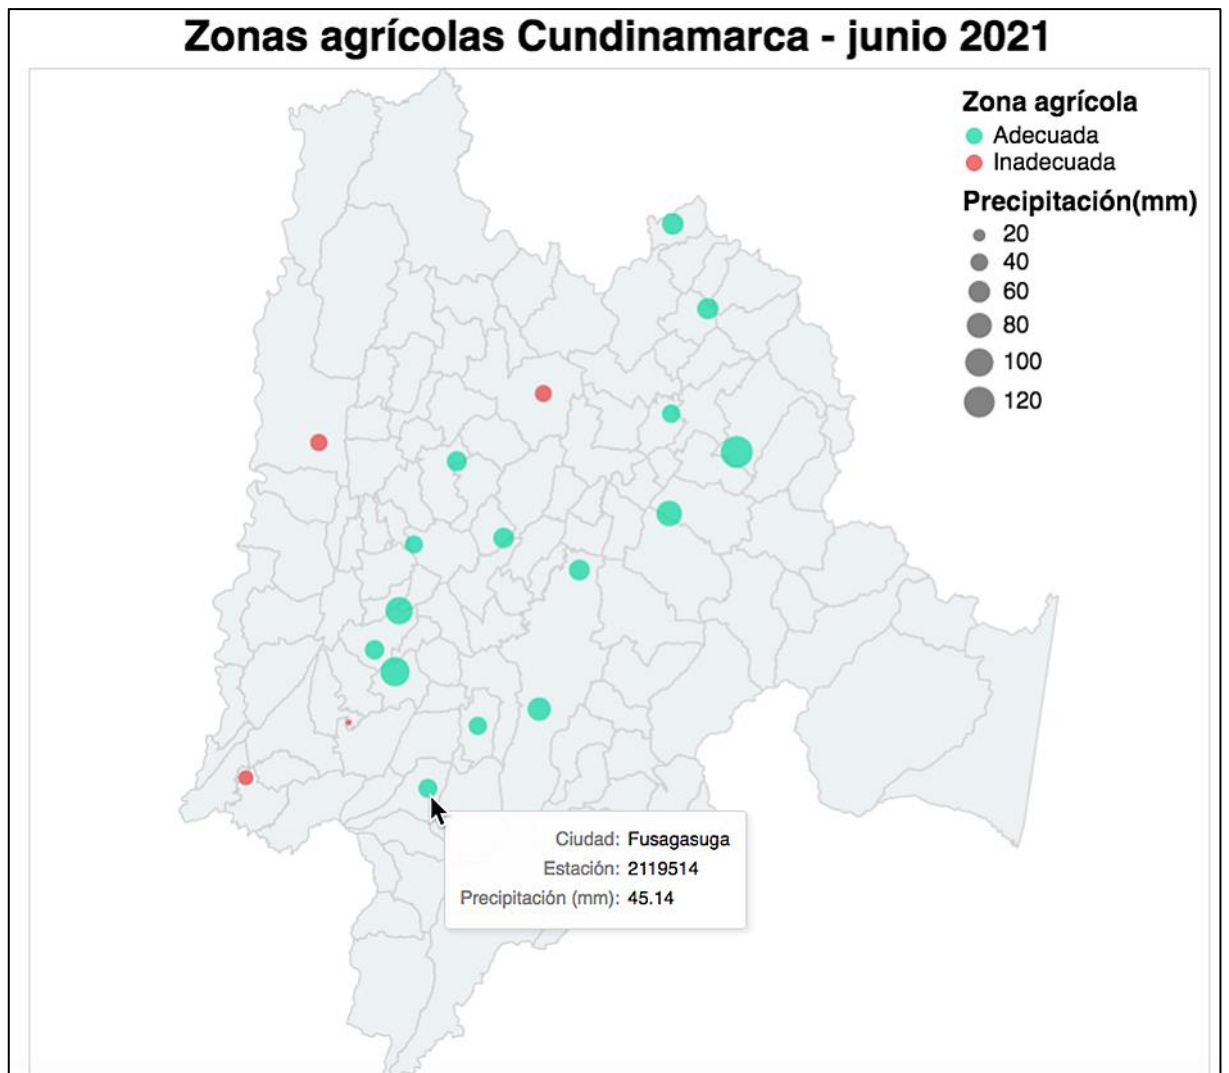 Zonas agrícolas Cundinamarca - junio 2021
Zona agrícola
Adecuada
Inadecuada
Precipitación(mm)
20
40
60
80
100
120
Ciudad: Fusagasuga
Estación: 2119514
Precipitación (mm): 45.14